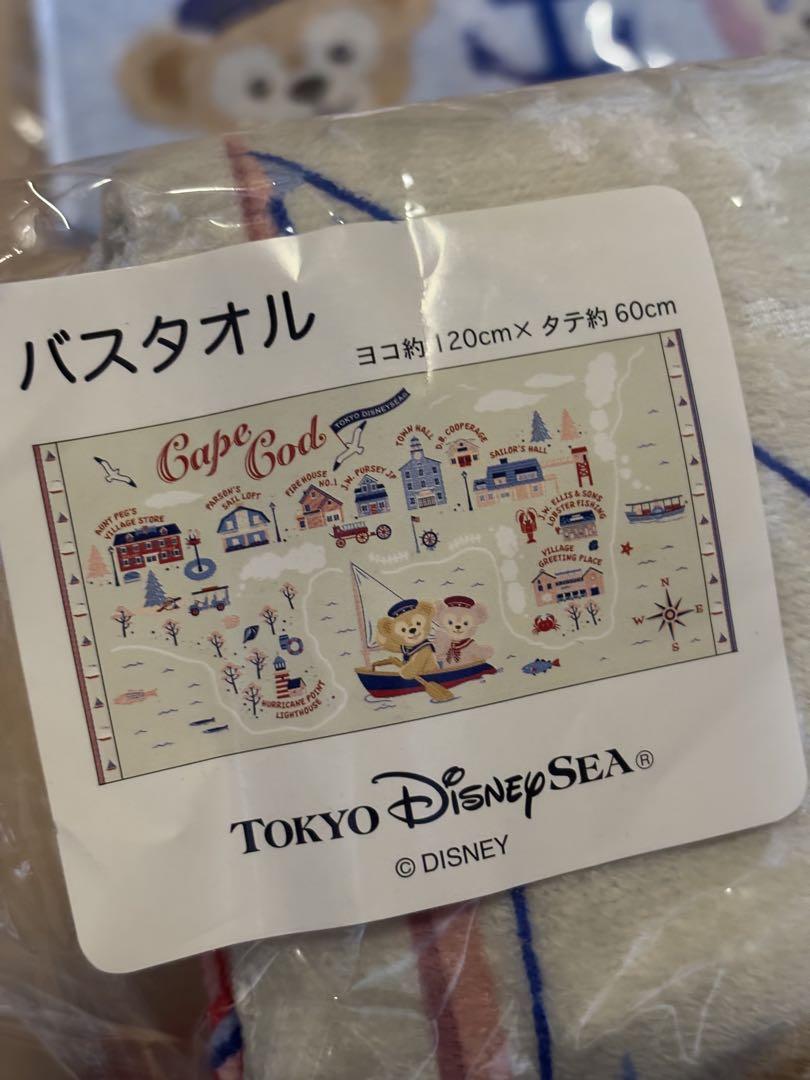 バスタオル
ヨコ約120cm× タテ約60cm
Cape Cod
TOKYO DISNEYSEA
AUNT PEG'S
VILLAGE STORE
PARSON'S
SAIL LOFT
FIRE HOUSE
NO.1
J.W. PURSEY JR
TOWN HALL
D.B. COOPERAGE
SAILOR'S HALL
J.W. ELLIS & SONS
LOBSTER FISHING
VILLAGE
GREETING PLACE
N
W E
S
HURRICANE POINT
LIGHTHOUSE
TOKYO DISNEYSEA®
© DISNEY